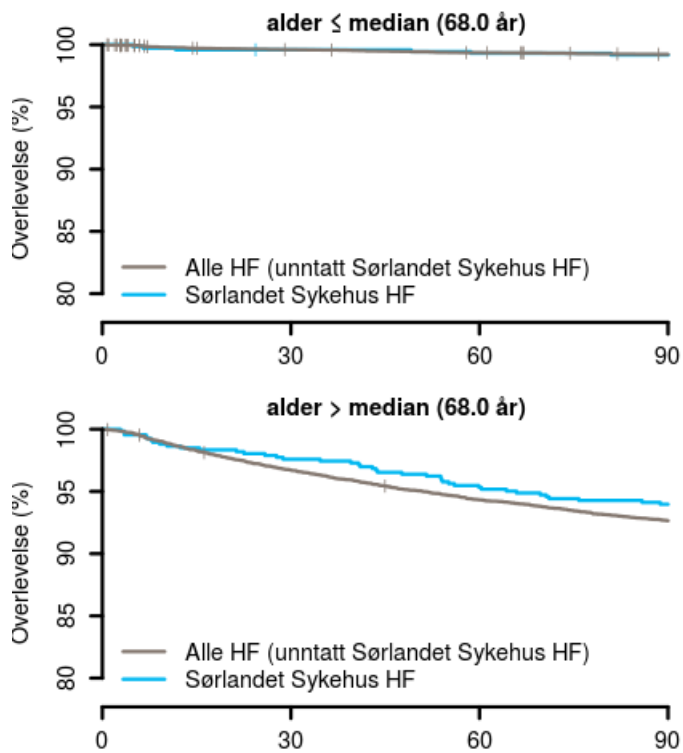 alder ≤ median (68.0 år)
Overlevelse (%)
100
95
90
85
80
Alle HF (unntatt Sørlandet Sykehus HF)
Sørlandet Sykehus HF
0 30 60 90
alder > median (68.0 år)
Overlevelse (%)
100
95
90
85
80
Alle HF (unntatt Sørlandet Sykehus HF)
Sørlandet Sykehus HF
0 30 60 90